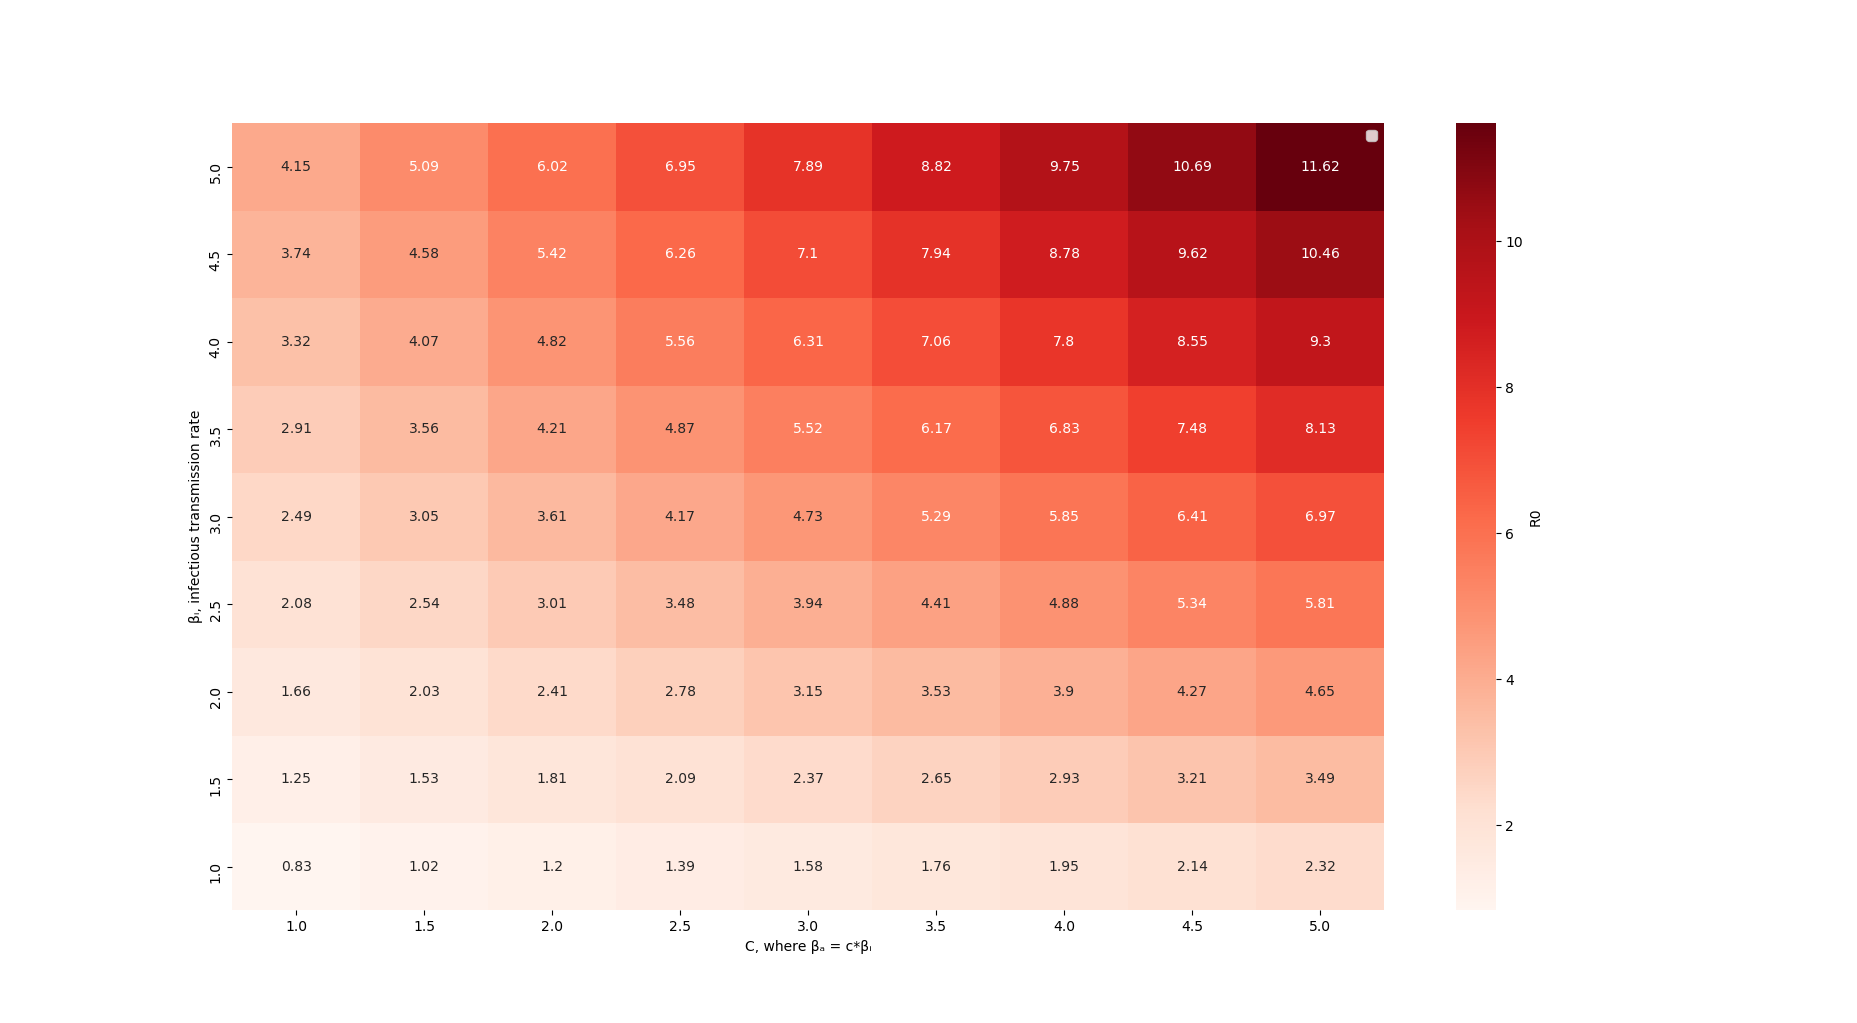 5.0 4.15 5.09 6.02 6.95 7.89 8.82 9.75 10.69 11.62
4.5 3.74 4.58 5.42 6.26 7.1 7.94 8.78 9.62 10.46
4.0 3.32 4.07 4.82 5.56 6.31 7.06 7.8 8.55 9.3
3.5 2.91 3.56 4.21 4.87 5.52 6.17 6.83 7.48 8.13
3.0 2.49 3.05 3.61 4.17 4.73 5.29 5.85 6.41 6.97
2.5 2.08 2.54 3.01 3.48 3.94 4.41 4.88 5.34 5.81
2.0 1.66 2.03 2.41 2.78 3.15 3.53 3.9 4.27 4.65
1.5 1.25 1.53 1.81 2.09 2.37 2.65 2.93 3.21 3.49
1.0 0.83 1.02 1.2 1.39 1.58 1.76 1.95 2.14 2.32
1.0 1.5 2.0 2.5 3.0 3.5 4.0 4.5 5.0
C, where βₐ = c*βᵢ
βᵢ, infectious transmission rate
10
8
6
4
2
R0